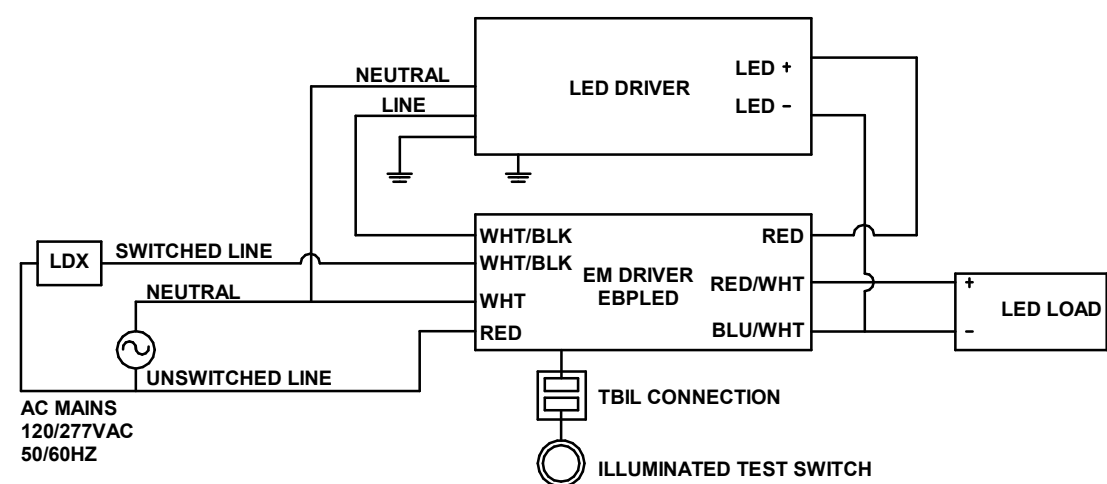 NEUTRAL
LINE
LED DRIVER
LED +
LED -
LDX
SWITCHED LINE
NEUTRAL
UNSWITCHED LINE
AC MAINS
120/277VAC
50/60HZ
WHT/BLK
WHT/BLK
WHT
RED
EM DRIVER
EBPLED
RED
RED/WHT
BLU/WHT
+
-
LED LOAD
TBIL CONNECTION
ILLUMINATED TEST SWITCH